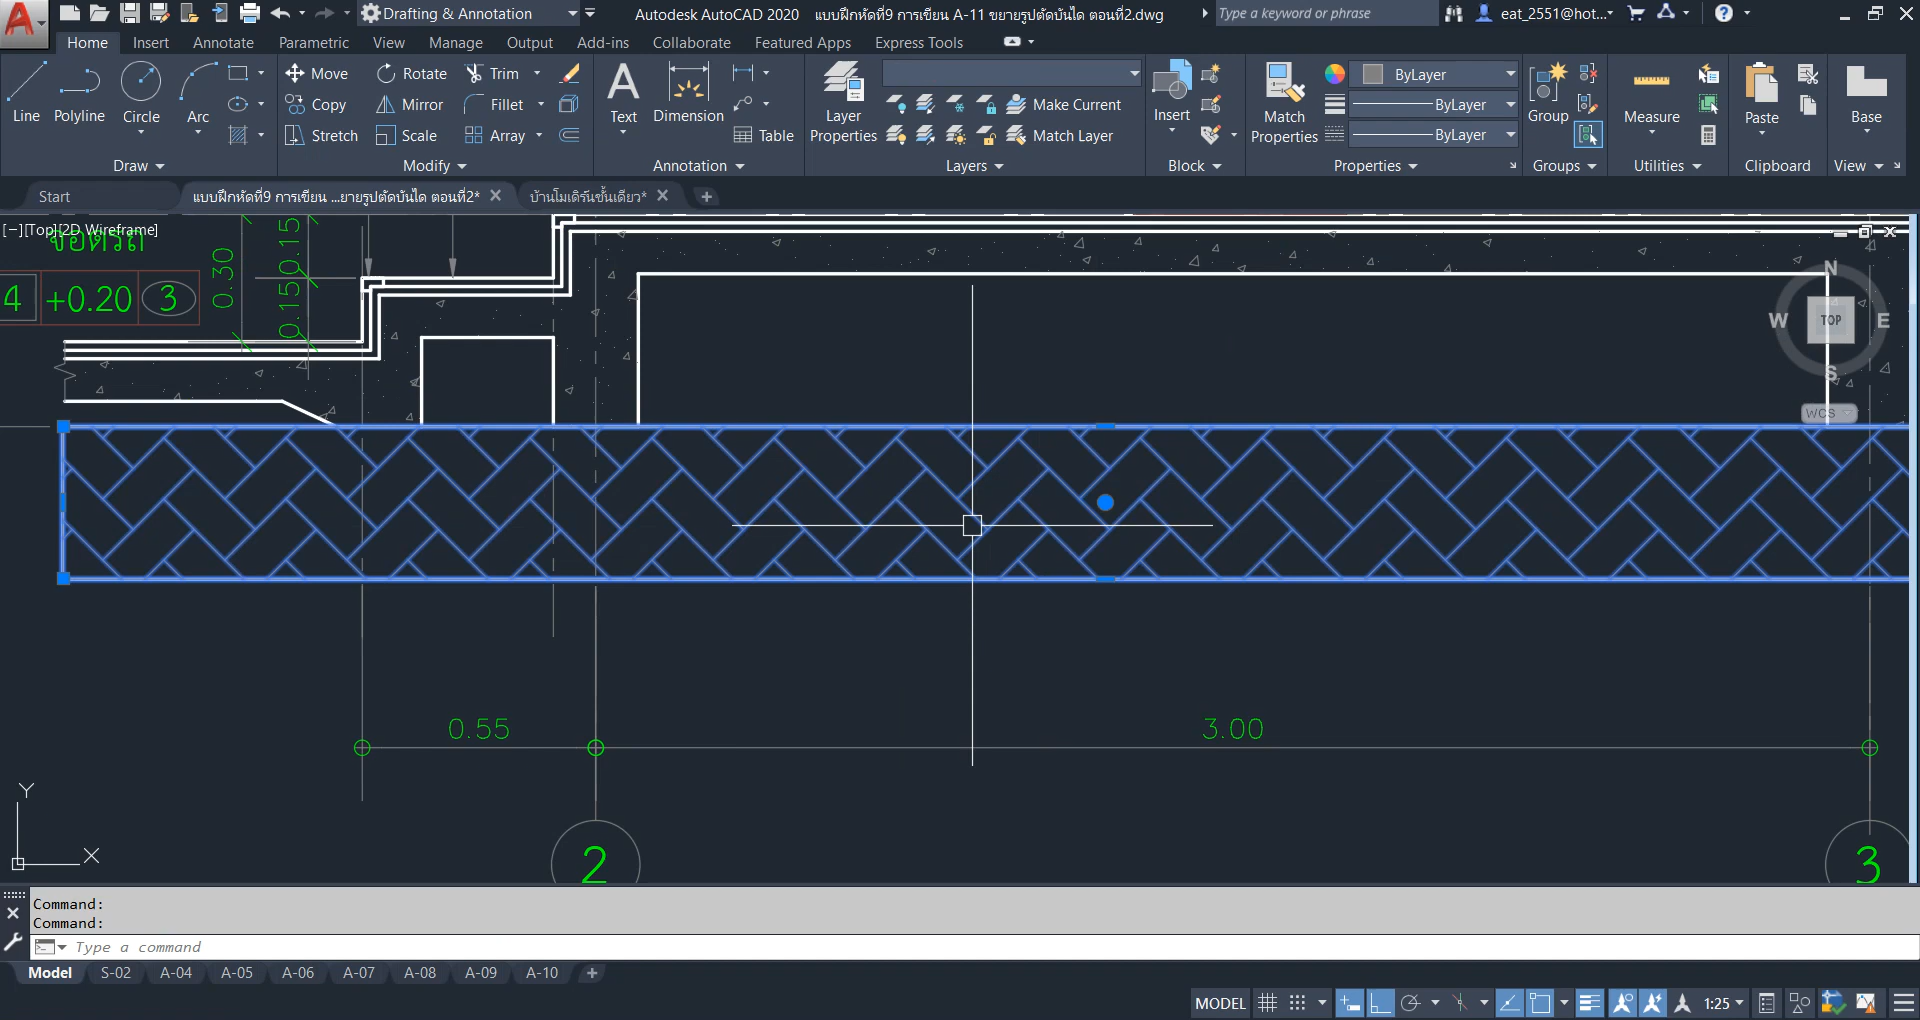 Drafting & Annotation
Autodesk AutoCAD 2020 แบบฝึกหัดที่9 การเขียน A-11 ขยายรูปตัดบันได ตอนที่2.dwg
Type a keyword or phrase
eat_2551@hot...
Home Insert Annotate Parametric View Manage Output Add-ins Collaborate Featured Apps Express Tools
Line Polyline Circle Arc
Move Rotate Trim
Copy Mirror Fillet
Stretch Scale Array
Text Dimension Table
Layer Properties
Make Current
Match Layer
Insert
Match Properties
ByLayer
ByLayer
ByLayer
Group
Measure
Paste
Base
Draw Modify Annotation Layers Block Properties Groups Utilities Clipboard View
Start
แบบฝึกหัดที่9 การเขียน ...ยายรูปตัดบันได ตอนที่2*
บ้านโมเดิร์นชั้นเดียว*
[−][Top][2D Wireframe]
จอดรถ
4 +0.20 3
0.30
0.15 0.15
N
W TOP E
S
WCS
0.55 3.00
Y
X
2 3
Command:
Command:
Type a command
Model S-02 A-04 A-05 A-06 A-07 A-08 A-09 A-10
MODEL 1:25